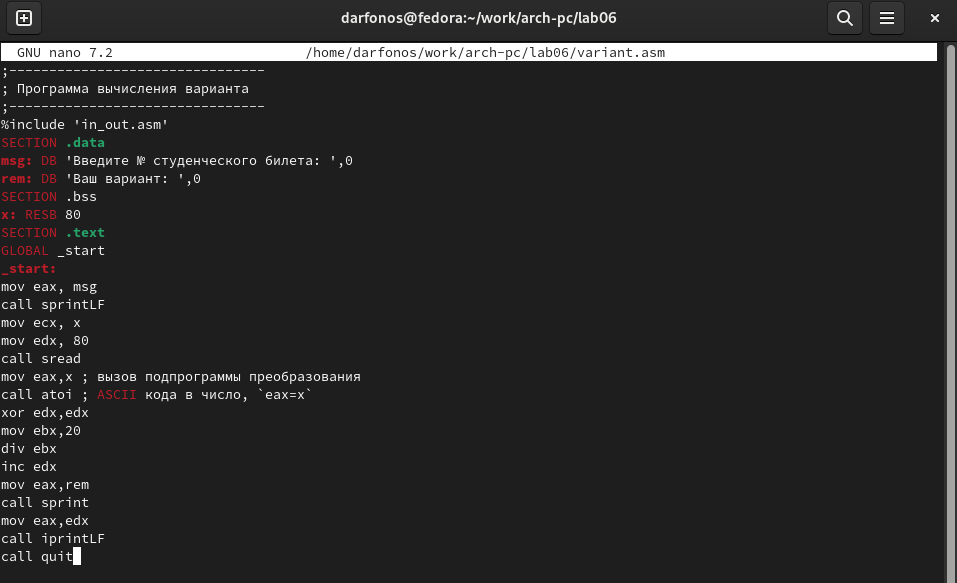 darfonos@fedora:~/work/arch-pc/lab06
GNU nano 7.2 /home/darfonos/work/arch-pc/lab06/variant.asm
;--------------------------------
; Программа вычисления варианта
;--------------------------------
%include 'in_out.asm'
SECTION .data
msg: DB 'Введите № студенческого билета: ',0
rem: DB 'Ваш вариант: ',0
SECTION .bss
x: RESB 80
SECTION .text
GLOBAL _start
_start:
mov eax, msg
call sprintLF
mov ecx, x
mov edx, 80
call sread
mov eax,x ; вызов подпрограммы преобразования
call atoi ; ASCII кода в число, `eax=x`
xor edx,edx
mov ebx,20
div ebx
inc edx
mov eax,rem
call sprint
mov eax,edx
call iprintLF
call quit